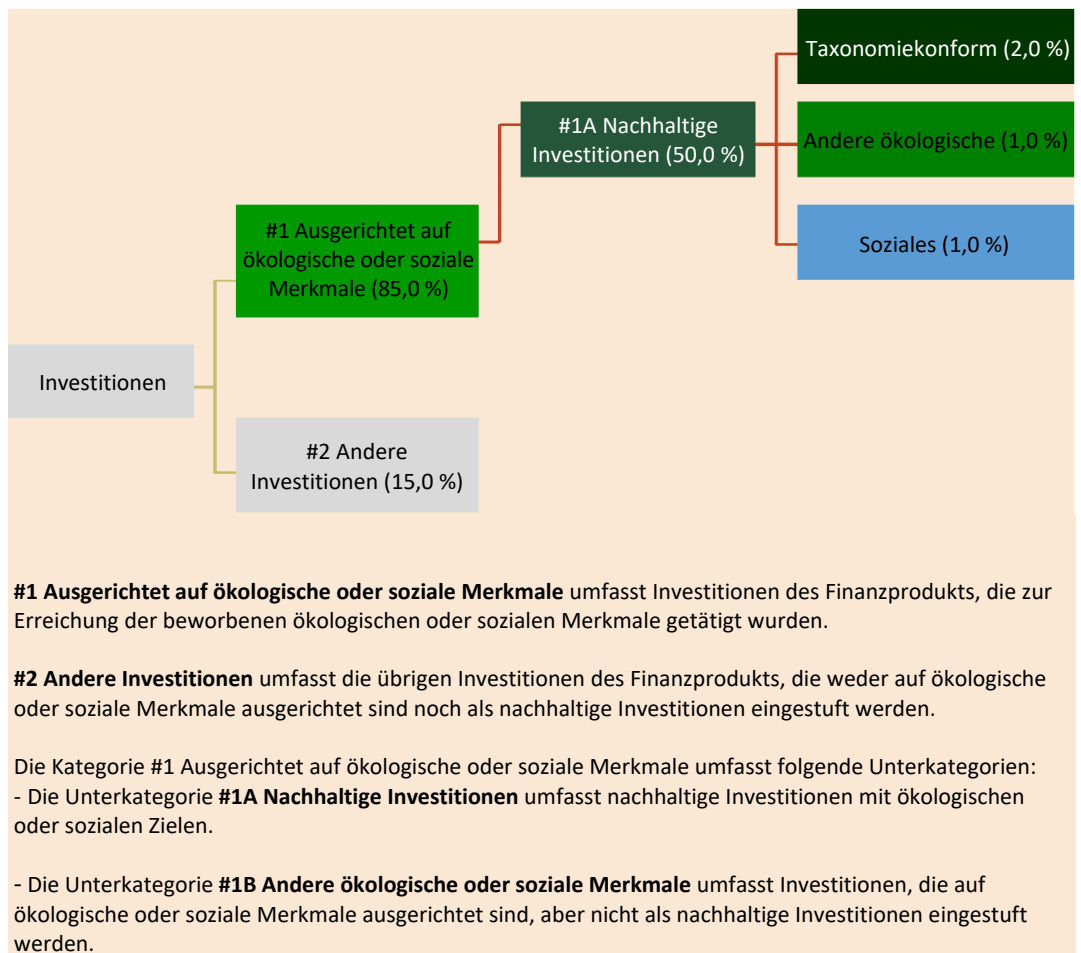 Taxonomiekonform (2,0 %)
#1A Nachhaltige
Investitionen (50,0 %)
Andere ökologische (1,0 %)
#1 Ausgerichtet auf
ökologische oder soziale
Merkmale (85,0 %)
Soziales (1,0 %)
Investitionen
#2 Andere
Investitionen (15,0 %)
#1 Ausgerichtet auf ökologische oder soziale Merkmale umfasst Investitionen des Finanzprodukts, die zur
Erreichung der beworbenen ökologischen oder sozialen Merkmale getätigt wurden.
#2 Andere Investitionen umfasst die übrigen Investitionen des Finanzprodukts, die weder auf ökologische
oder soziale Merkmale ausgerichtet sind noch als nachhaltige Investitionen eingestuft werden.
Die Kategorie #1 Ausgerichtet auf ökologische oder soziale Merkmale umfasst folgende Unterkategorien:
- Die Unterkategorie #1A Nachhaltige Investitionen umfasst nachhaltige Investitionen mit ökologischen
oder sozialen Zielen.
- Die Unterkategorie #1B Andere ökologische oder soziale Merkmale umfasst Investitionen, die auf
ökologische oder soziale Merkmale ausgerichtet sind, aber nicht als nachhaltige Investitionen eingestuft
werden.